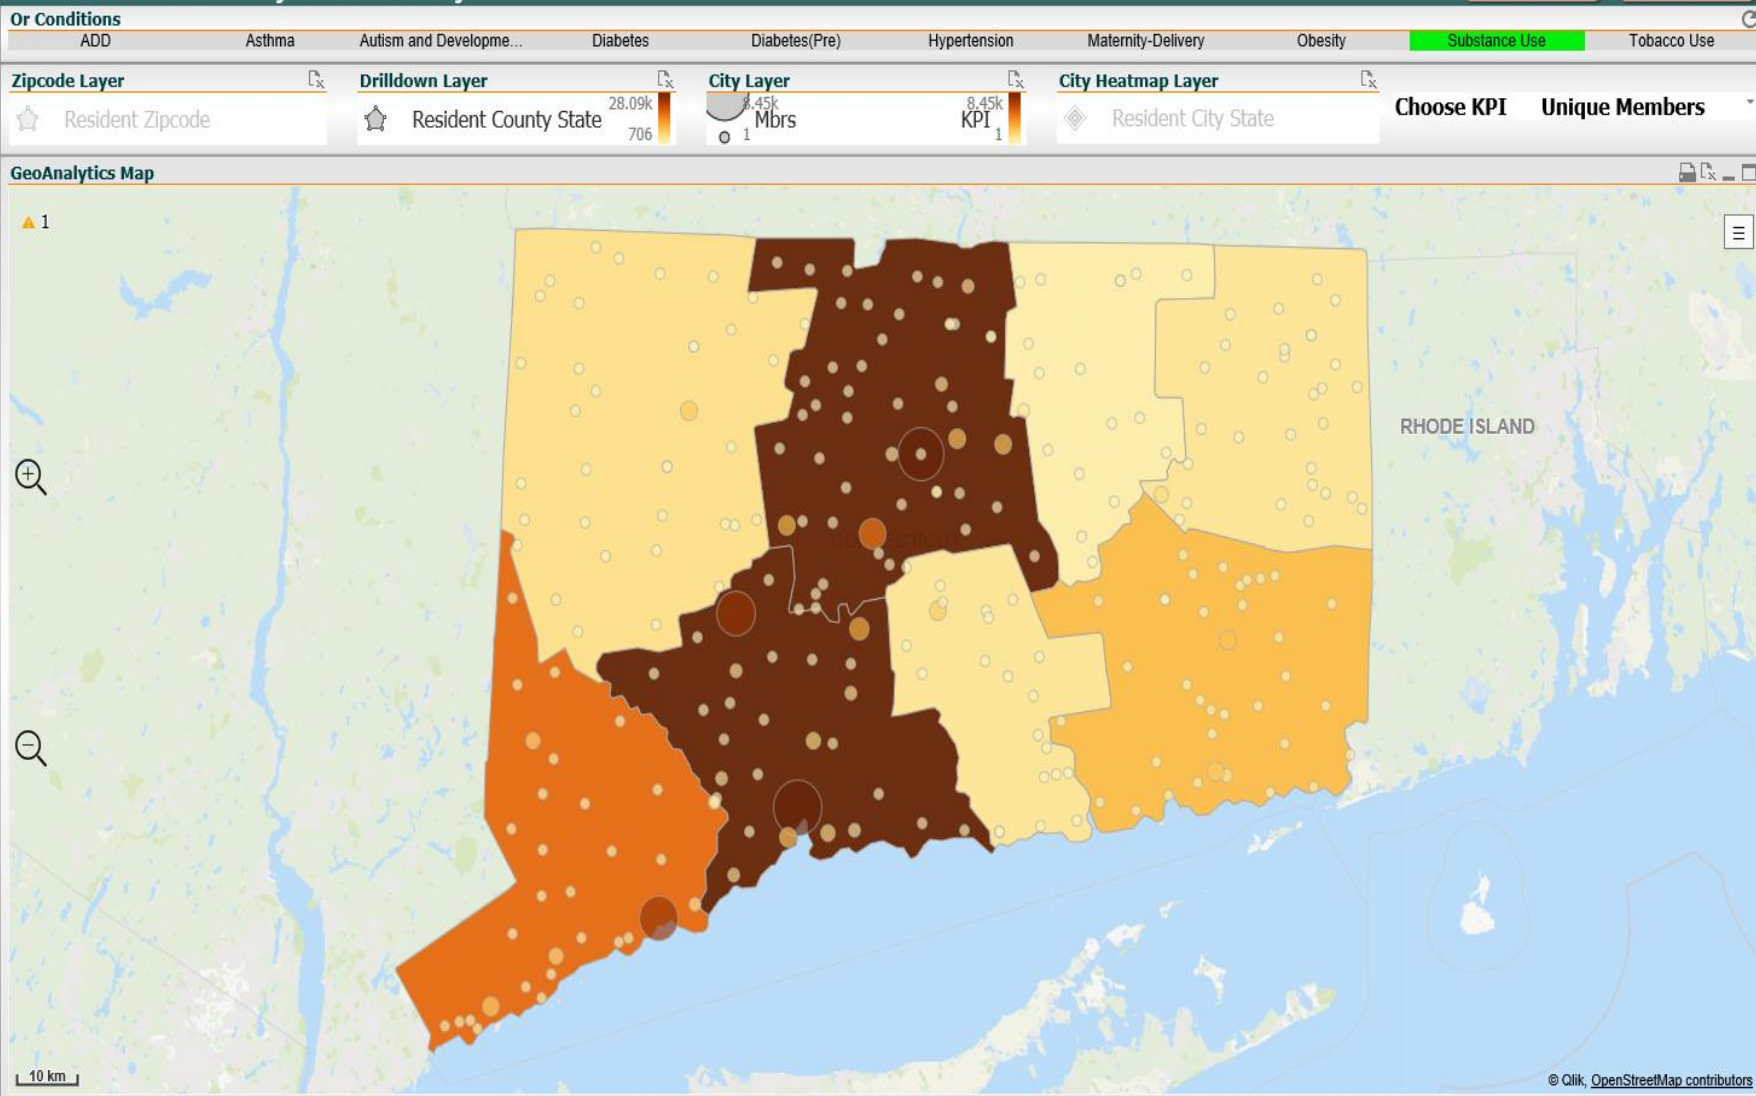 Or Conditions
ADD Asthma Autism and Developme... Diabetes Diabetes(Pre) Hypertension Maternity-Delivery Obesity Substance Use Tobacco Use
Zipcode Layer Drilldown Layer City Layer City Heatmap Layer
Resident Zipcode Resident County State 28.09k 706 8.45k Mbrs 1 8.45k KPI 1 Resident City State Choose KPI Unique Members
GeoAnalytics Map
1
RHODE ISLAND
10 km
© Qlik, OpenStreetMap contributors